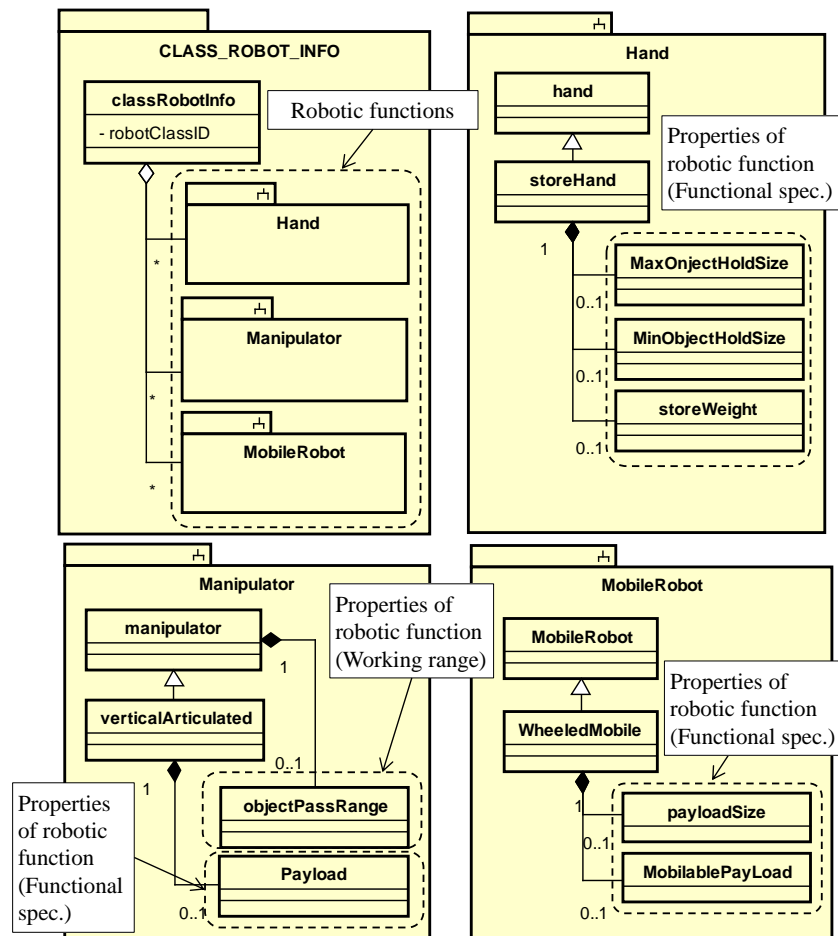 CLASS_ROBOT_INFO
classRobotInfo
- robotClassID
Robotic functions
Hand
*
Manipulator
*
MobileRobot
*
Hand
hand
Properties of
robotic function
(Functional spec.)
storeHand
1
MaxOnjectHoldSize
0..1
MinObjectHoldSize
0..1
storeWeight
0..1
Manipulator
manipulator
1
Properties of
robotic function
(Working range)
verticalArticulated
1
0..1
objectPassRange
Properties
of robotic
function
(Functional
spec.)
Payload
0..1
MobileRobot
MobileRobot
Properties of
robotic function
(Functional spec.)
WheeledMobile
1
payloadSize
0..1
MobilablePayLoad
0..1